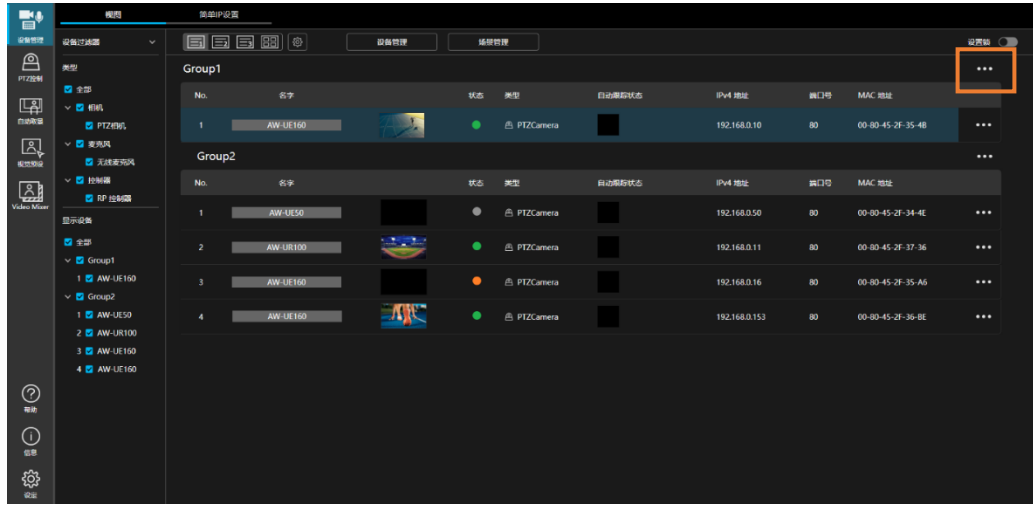 视图 简单IP设置
设备管理
PTZ控制
自动取景
视觉预设
Video Mixer
帮助
信息
设定
设备过滤器
类型
全部
相机
PTZ相机
麦克风
无线麦克风
控制器
RP 控制器
显示设备
全部
Group1
1 AW-UE160
Group2
1 AW-UE50
2 AW-UR100
3 AW-UE160
4 AW-UE160
1 2 3 设备管理 场景管理 设置锁
Group1
No. 名字 状态 类型 自动跟踪状态 IPv4 地址 端口号 MAC 地址
1 AW-UE160 PTZCamera 192.168.0.10 80 00-80-45-2F-35-4B
Group2
No. 名字 状态 类型 自动跟踪状态 IPv4 地址 端口号 MAC 地址
1 AW-UE50 PTZCamera 192.168.0.50 80 00-80-45-2F-34-4E
2 AW-UR100 PTZCamera 192.168.0.11 80 00-80-45-2F-37-36
3 AW-UE160 PTZCamera 192.168.0.16 80 00-80-45-2F-35-A6
4 AW-UE160 PTZCamera 192.168.0.153 80 00-80-45-2F-36-BE